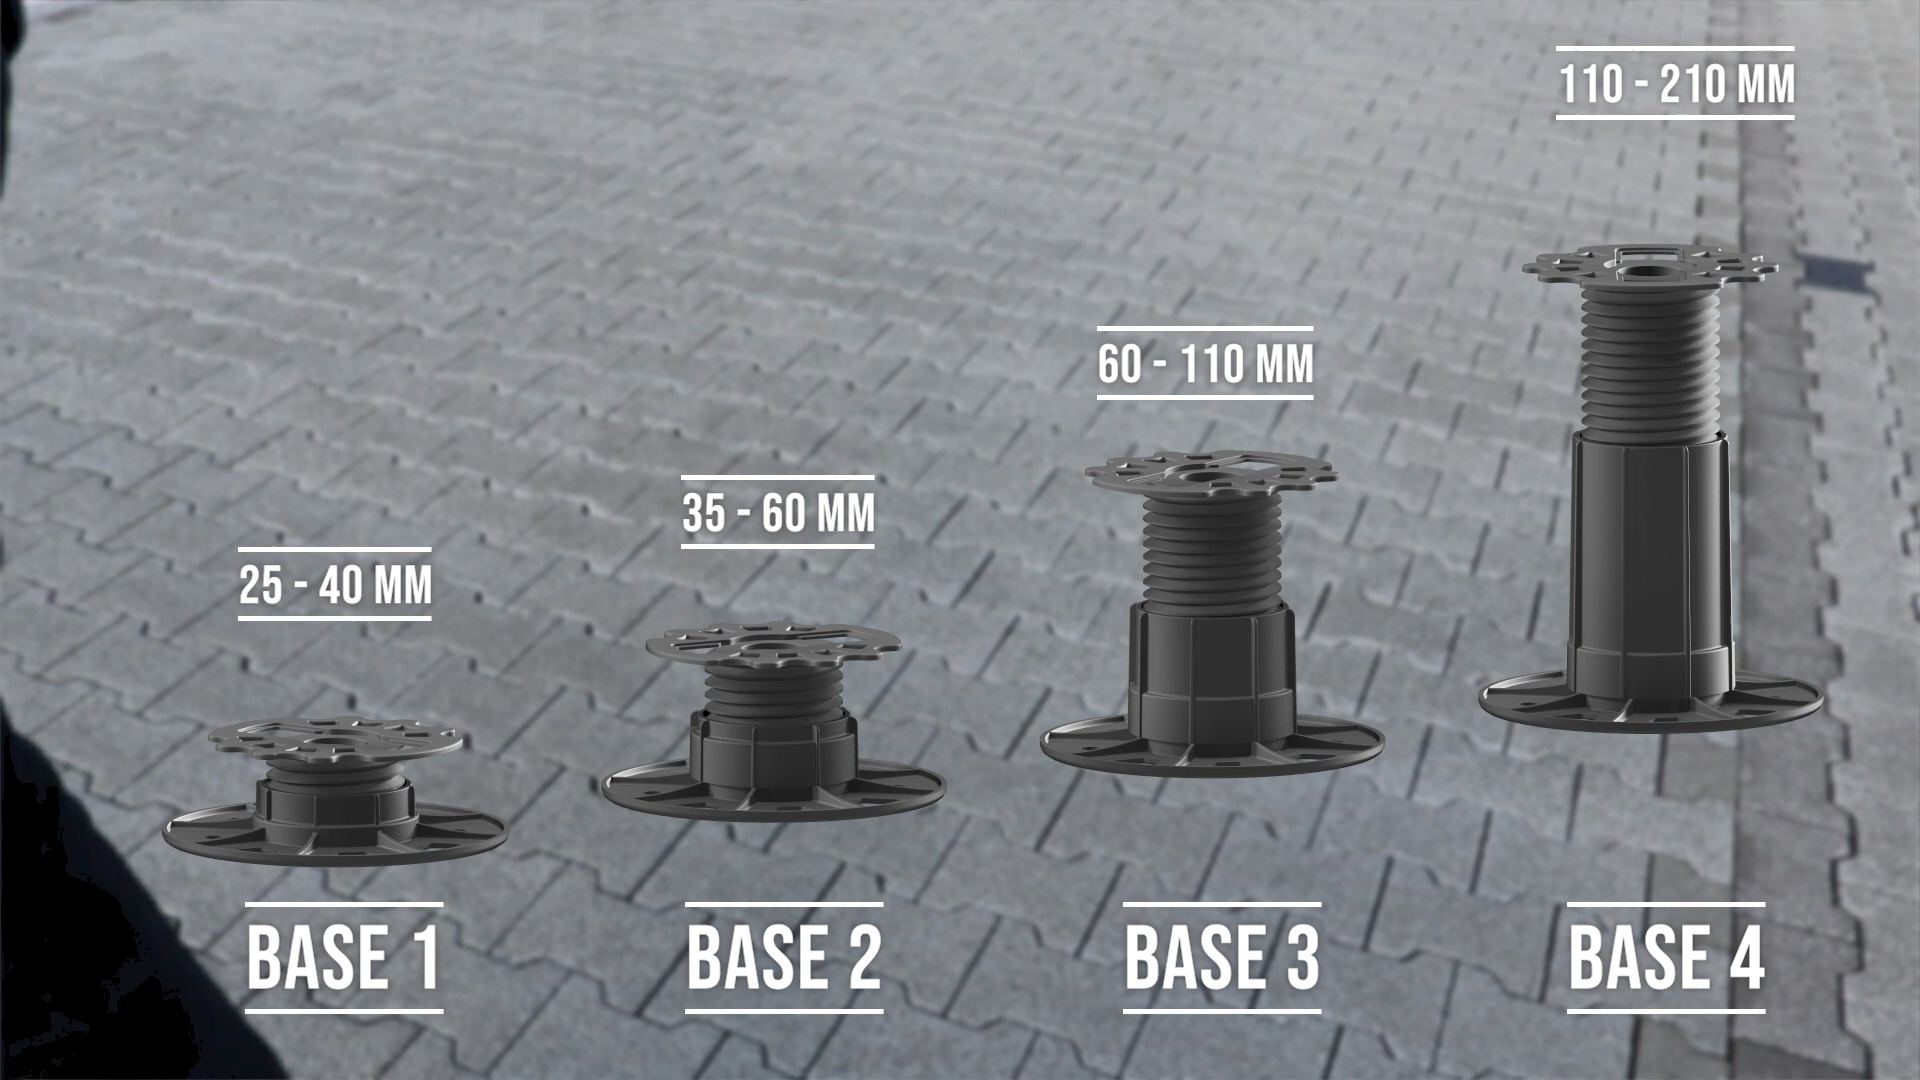 110 - 210 MM
60 - 110 MM
35 - 60 MM
25 - 40 MM
BASE 1
BASE 2
BASE 3
BASE 4